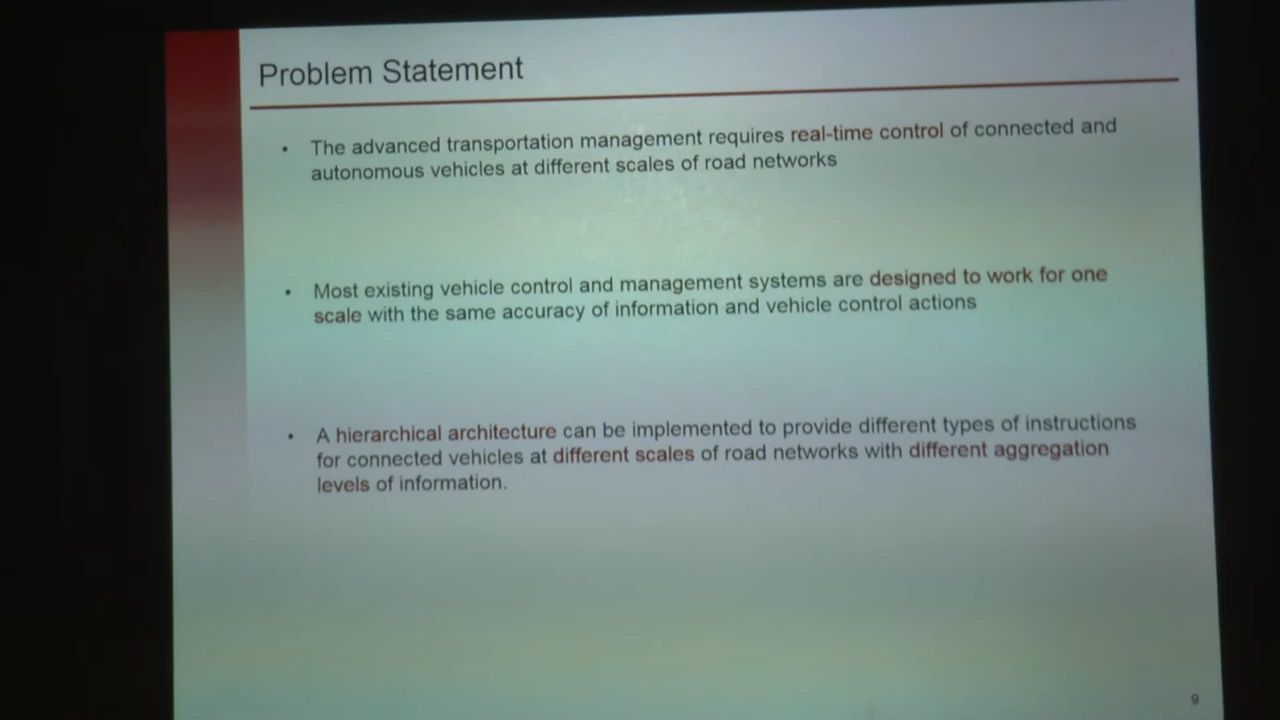 Problem Statement
• The advanced transportation management requires real-time control of connected and
autonomous vehicles at different scales of road networks
• Most existing vehicle control and management systems are designed to work for one
scale with the same accuracy of information and vehicle control actions
• A hierarchical architecture can be implemented to provide different types of instructions
for connected vehicles at different scales of road networks with different aggregation
levels of information.
9